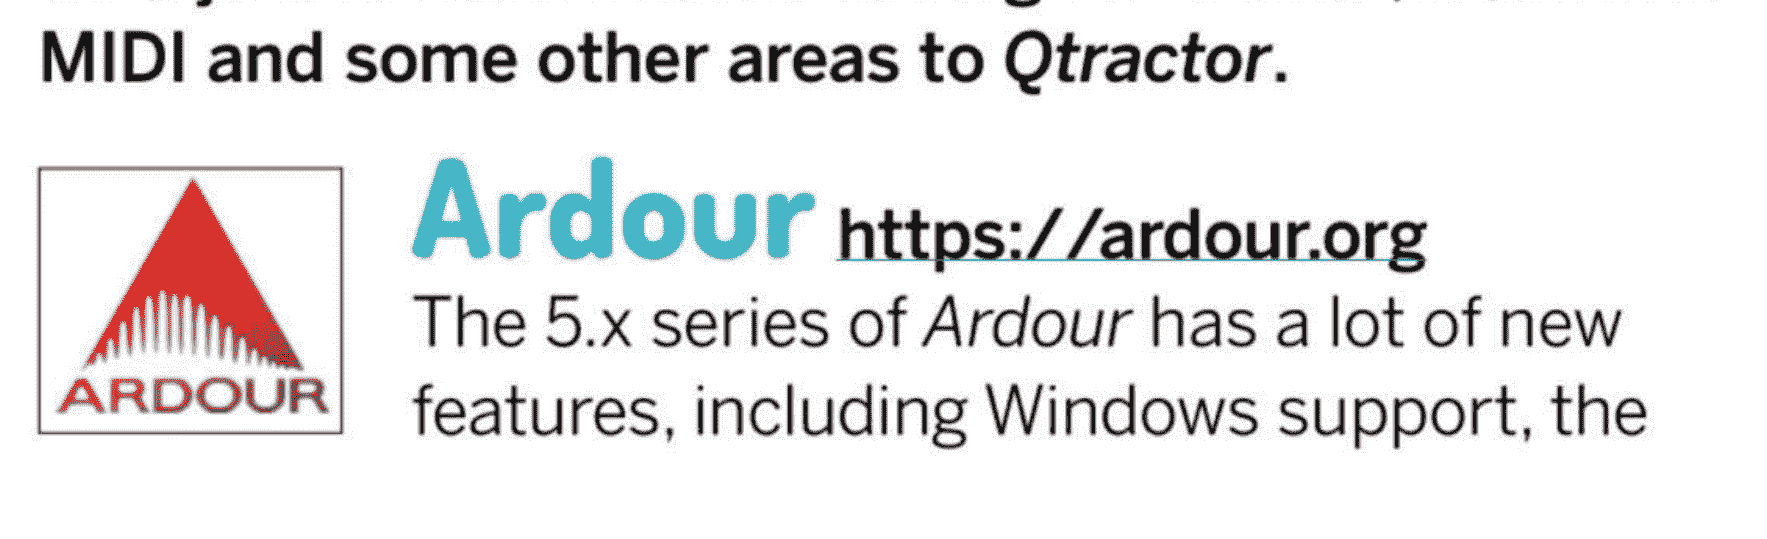 MIDI and some other areas to Qtractor.
Ardour https://ardour.org
ARDOUR
The 5.x series of Ardour has a lot of new
features, including Windows support, the